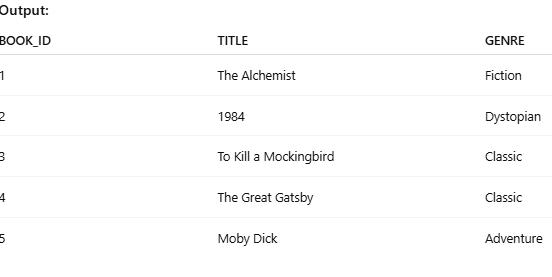 Output:
BOOK_ID TITLE GENRE
1 The Alchemist Fiction
2 1984 Dystopian
3 To Kill a Mockingbird Classic
4 The Great Gatsby Classic
5 Moby Dick Adventure